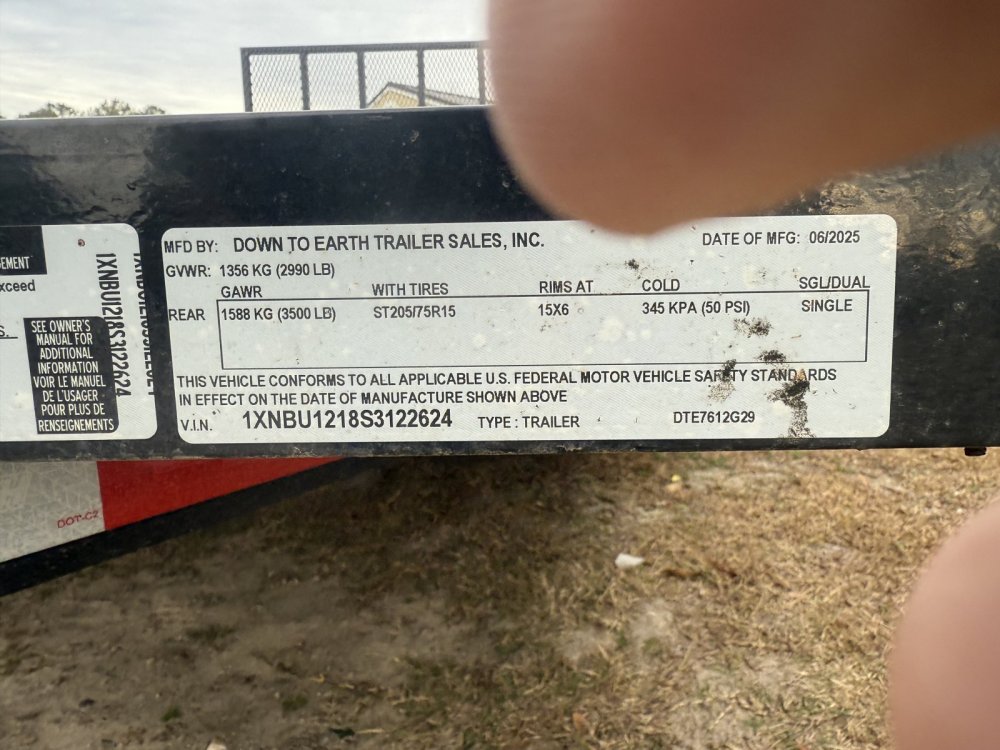 MFD BY: DOWN TO EARTH TRAILER SALES, INC. DATE OF MFG: 06/2025
GVWR: 1356 KG (2990 LB)
GAWR WITH TIRES RIMS AT COLD SGL/DUAL
REAR 1588 KG (3500 LB) ST205/75R15 15X6 345 KPA (50 PSI) SINGLE
THIS VEHICLE CONFORMS TO ALL APPLICABLE U.S. FEDERAL MOTOR VEHICLE SAFETY STANDARDS
IN EFFECT ON THE DATE OF MANUFACTURE SHOWN ABOVE
V.I.N. 1XNBU1218S3122624 TYPE : TRAILER DTE7612G29
EMENT
xceed
S.
SEE OWNER'S
MANUAL FOR
ADDITIONAL
INFORMATION
VOIR LE MANUEL
DE L'USAGER
POUR PLUS DE
RENSEIGNEMENTS
1XNBU1218S3122624
DOT-C2